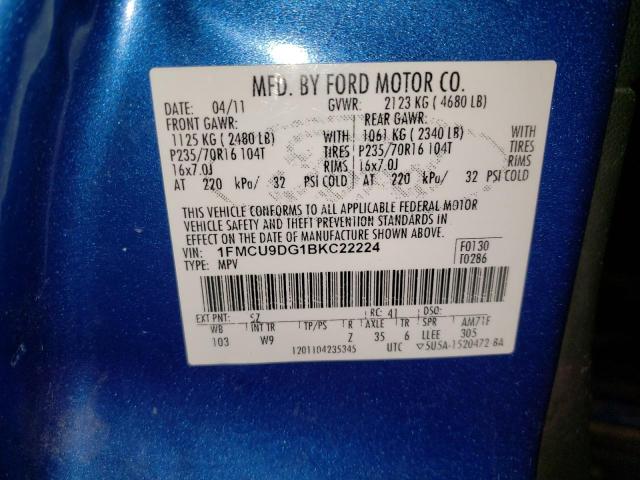 MFD. BY FORD MOTOR CO.
DATE: 04/11 GVWR: 2123 KG ( 4680 LB)
FRONT GAWR: REAR GAWR:
1125 KG ( 2480 LB) WITH 1061 KG ( 2340 LB) WITH
P235/70R16 104T TIRES P235/70R16 104T TIRES
16x7.0J RIMS 16x7.0J RIMS
AT 220 kPa/ 32 PSI COLD AT 220 kPa/ 32 PSI COLD
THIS VEHICLE CONFORMS TO ALL APPLICABLE FEDERAL MOTOR
VEHICLE SAFETY AND THEFT PREVENTION STANDARDS IN
EFFECT ON THE DATE OF MANUFACTURE SHOWN ABOVE.
VIN: 1FMCU9DG1BKC22224 F0130
TYPE: MPV T0286
EXT PNT: SZ RC: 41 DSO:
WB INT TR TP/PS R AXLE TR SPR AM71F
103 W9 Z 35 6 LLEE 305
1201104235345 UTC 5U5A-1520472-BA